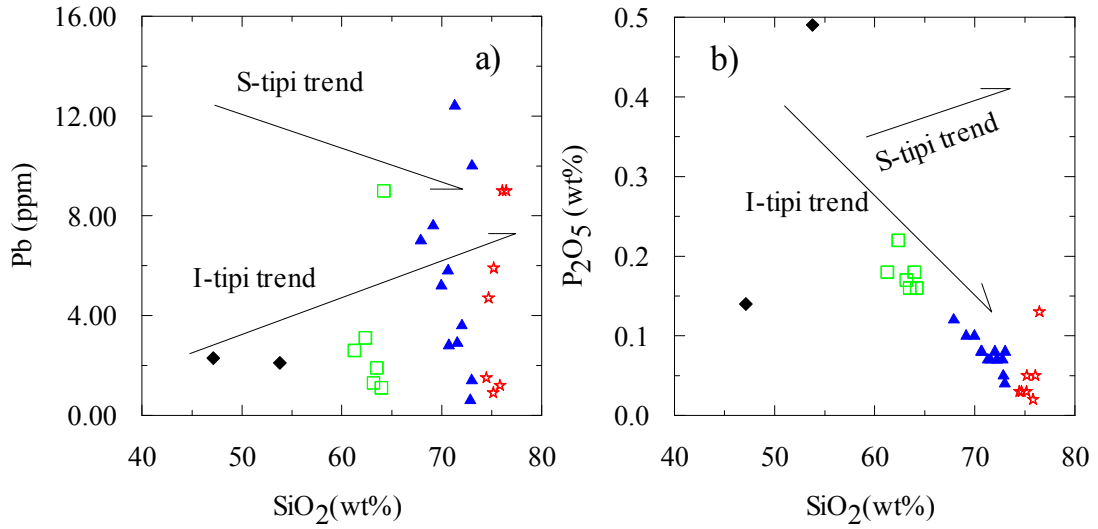 16.00
12.00
8.00
4.00
0.00
Pb (ppm)
a)
S-tipi trend
I-tipi trend
40 50 60 70 80
SiO2(wt%)
0.5
0.4
0.3
0.2
0.1
0.0
P2O5 (wt%)
b)
S-tipi trend
I-tipi trend
40 50 60 70 80
SiO2(wt%)